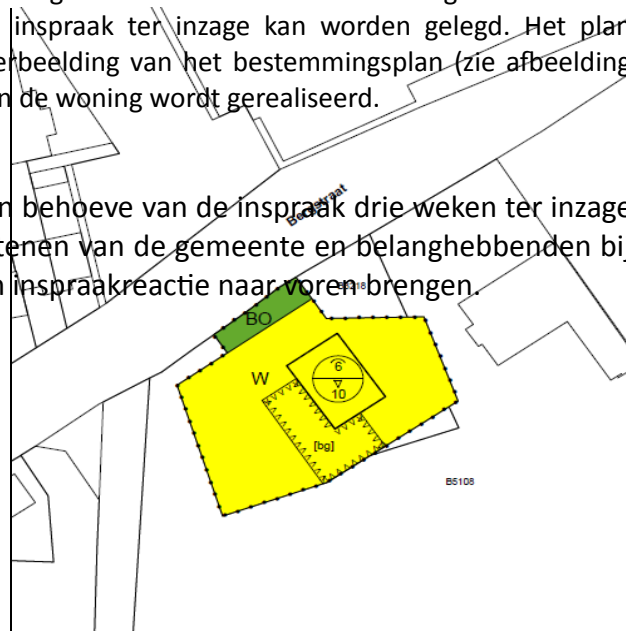 inspraak ter inzage kan worden gelegd. Het plan
erbeelding van het bestemmingsplan (zie afbeelding
n de woning wordt gerealiseerd.
Bergstraat
n behoeve van de inspraak drie weken ter inzage
tenen van de gemeente en belanghebbenden bij
n inspraakreactie naar voren brengen.
BO
W
6
10
[bg]
B5108